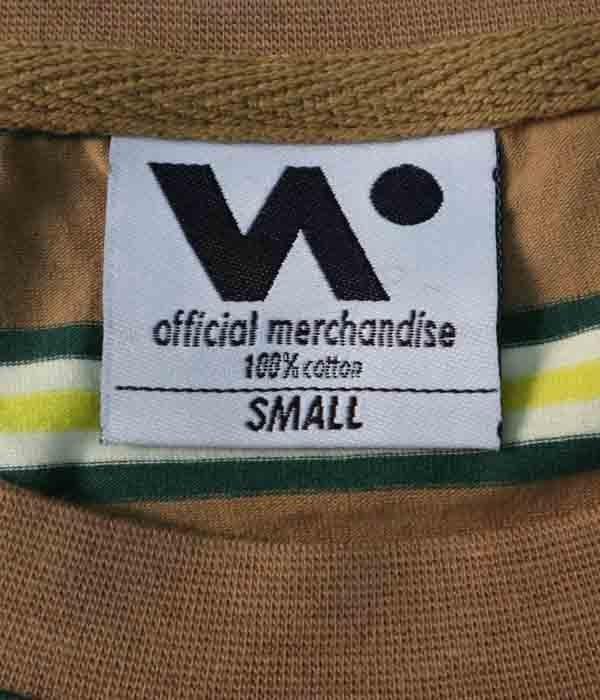 official merchandise
100% cotton
SMALL